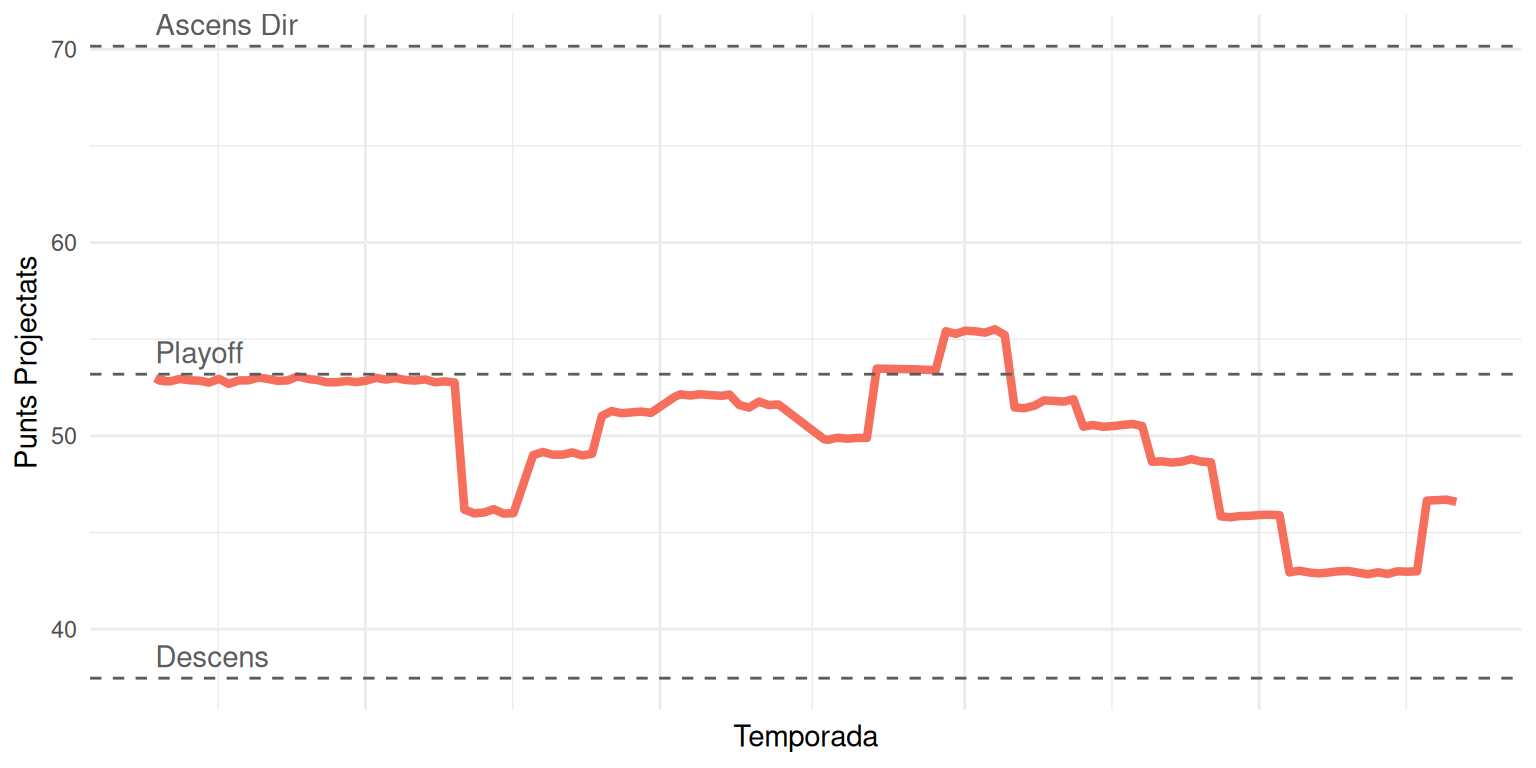 Ascens Dir
70
60
Playoff
50
40
Descens
Punts Projectats
Temporada